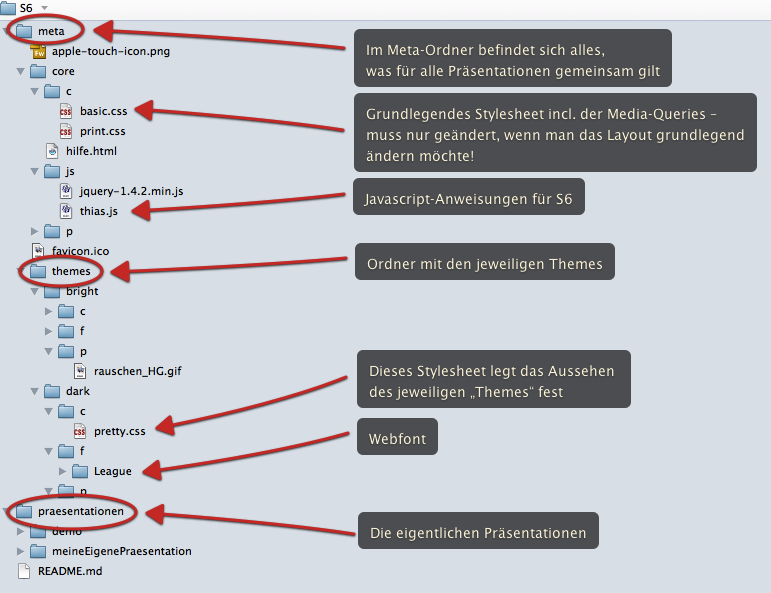 S6
meta
apple-touch-icon.png
core
c
basic.css
print.css
hilfe.html
js
jquery-1.4.2.min.js
thias.js
p
favicon.ico
themes
bright
c
f
p
rauschen_HG.gif
dark
c
pretty.css
f
League
p
praesentationen
demo
meineEigenePraesentation
README.md
Im Meta-Ordner befindet sich alles,
was für alle Präsentationen gemeinsam gilt
Grundlegendes Stylesheet incl. der Media-Queries –
muss nur geändert, wenn man das Layout grundlegend
ändern möchte!
Javascript-Anweisungen für S6
Ordner mit den jeweiligen Themes
Dieses Stylesheet legt das Aussehen
des jeweiligen „Themes“ fest
Webfont
Die eigentlichen Präsentationen